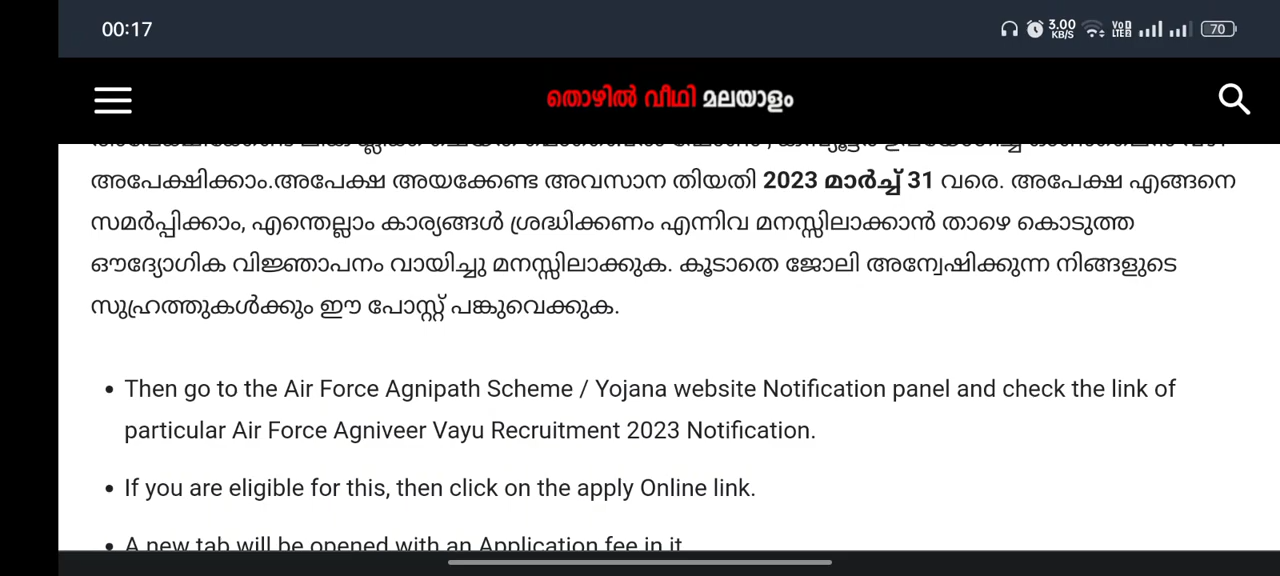 00:17
3.00 KB/S VoD LTE 70
തൊഴിൽ വീഥി മലയാളം
അപേക്ഷിക്കാം.അപേക്ഷ അയക്കേണ്ട അവസാന തിയതി 2023 മാർച്ച് 31 വരെ. അപേക്ഷ എങ്ങനെ
സമർപ്പിക്കാം, എന്തെല്ലാം കാര്യങ്ങൾ ശ്രദ്ധിക്കണം എന്നിവ മനസ്സിലാക്കാൻ താഴെ കൊടുത്ത
ഔദ്യോഗിക വിജ്ഞാപനം വായിച്ചു മനസ്സിലാക്കുക. കൂടാതെ ജോലി അന്വേഷിക്കുന്ന നിങ്ങളുടെ
സുഹൃത്തുകൾക്കും ഈ പോസ്റ്റ് പങ്കുവെക്കുക.
• Then go to the Air Force Agnipath Scheme / Yojana website Notification panel and check the link of
particular Air Force Agniveer Vayu Recruitment 2023 Notification.
• If you are eligible for this, then click on the apply Online link.
• A new tab will be opened with an Application fee in it